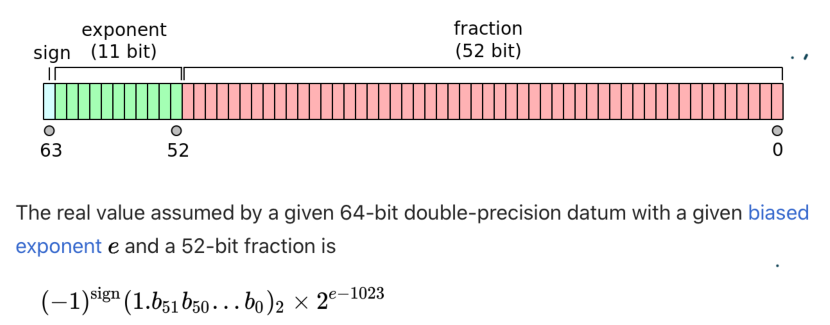 exponent
fraction
sign (11 bit)
(52 bit)
63
52
0
The real value assumed by a given 64-bit double-precision datum with a given biased
exponent e and a 52-bit fraction is
(−1)^sign (1.b₅₁b₅₀...b₀)₂ × 2^(e−1023)